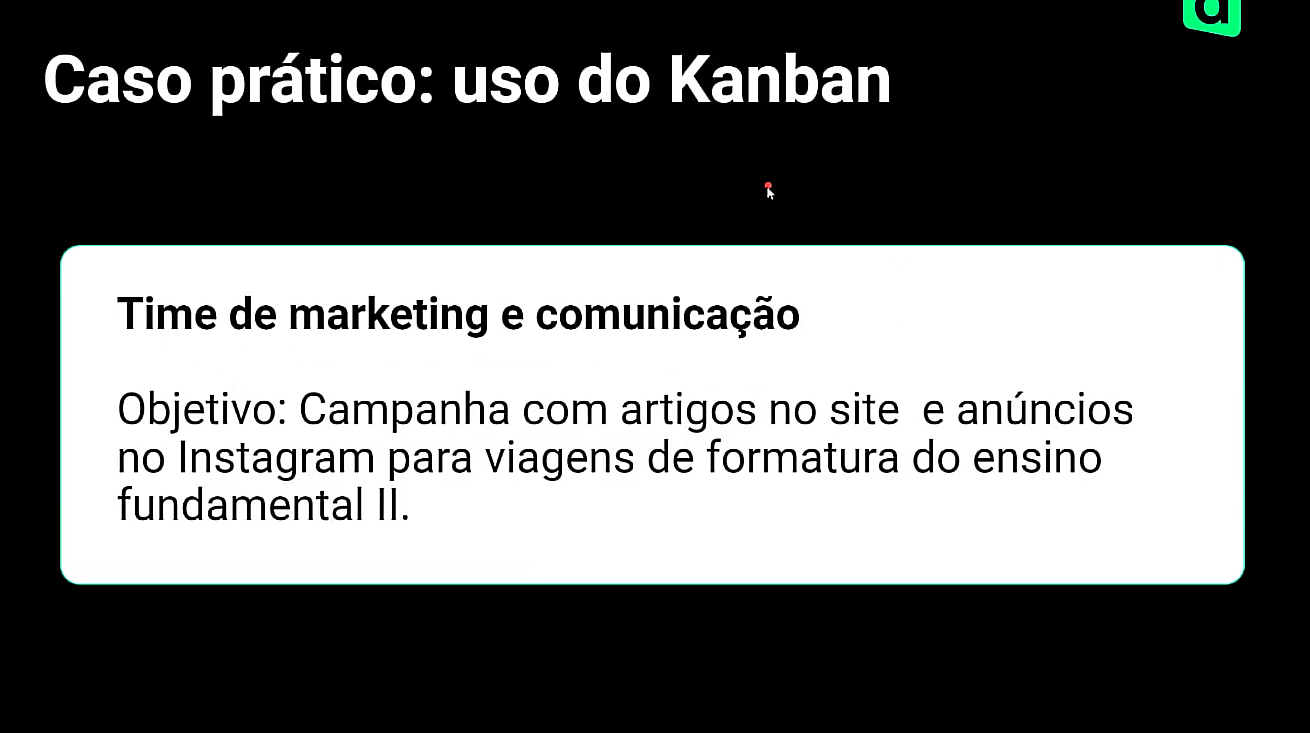 Caso prático: uso do Kanban
Time de marketing e comunicação
Objetivo: Campanha com artigos no site  e anúncios
no Instagram para viagens de formatura do ensino
fundamental II.